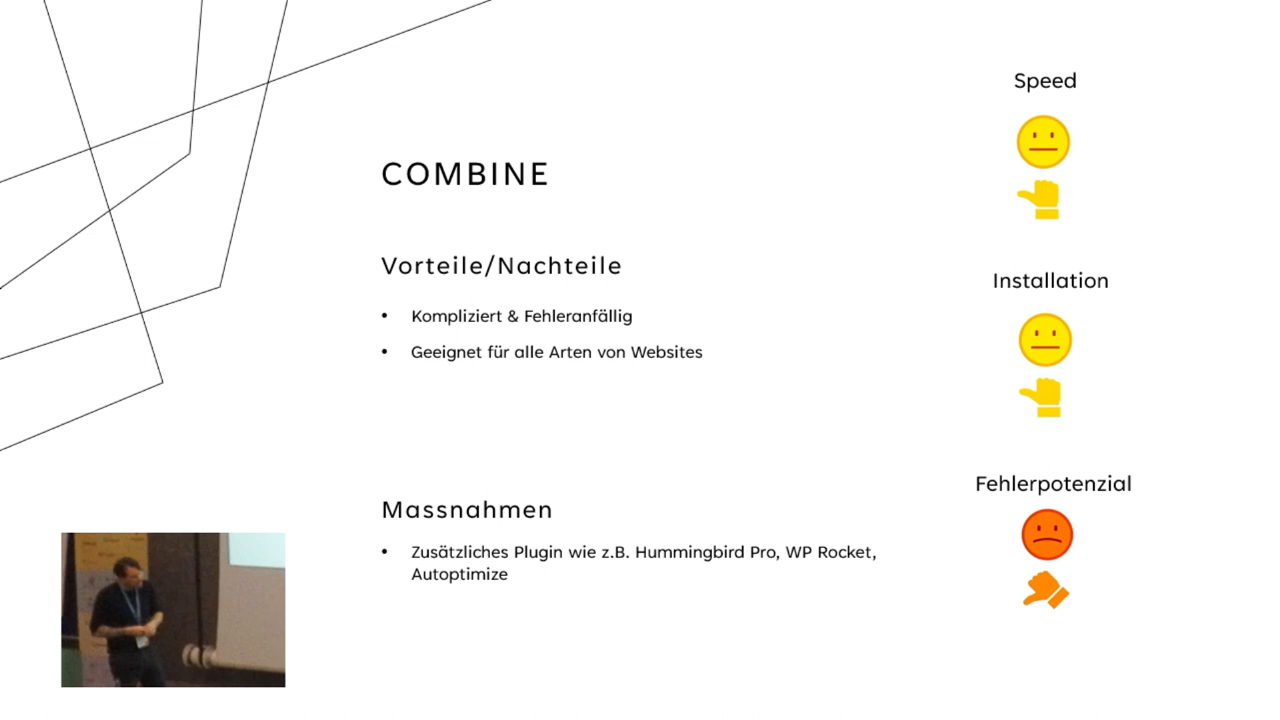 COMBINE
Vorteile/Nachteile
• Kompliziert & Fehleranfällig
• Geeignet für alle Arten von Websites
Massnahmen
• Zusätzliches Plugin wie z.B. Hummingbird Pro, WP Rocket,
Autoptimize
Speed
Installation
Fehlerpotenzial